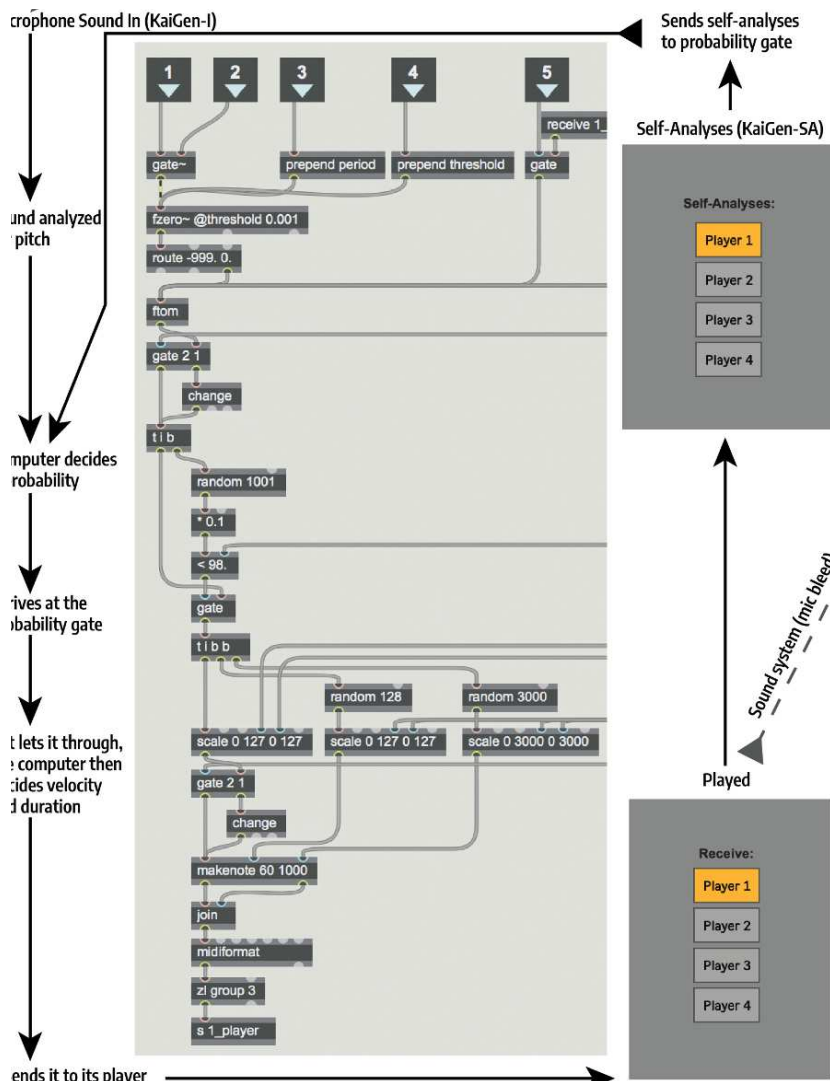 crophone Sound In (KaiGen-I)
Sends self-analyses
to probability gate
1
2
3
4
5
receive 1_
gate~
prepend period
prepend threshold
gate
Self-Analyses (KaiGen-SA)
fzero~ @threshold 0.001
route -999. 0.
und analyzed
pitch
Self-Analyses:
Player 1
Player 2
Player 3
Player 4
ftom
gate 2 1
change
t i b
mputer decides
robability
random 1001
* 0.1
< 98.
gate
rives at the
obability gate
t i b b
random 128
random 3000
scale 0 127 0 127
scale 0 127 0 127
scale 0 3000 0 3000
t lets it through,
e computer then
cides velocity
d duration
gate 2 1
change
makenote 60 1000
join
midiformat
zl group 3
s 1_player
Sound system (mic bleed)
Played
Receive:
Player 1
Player 2
Player 3
Player 4
ends it to its player